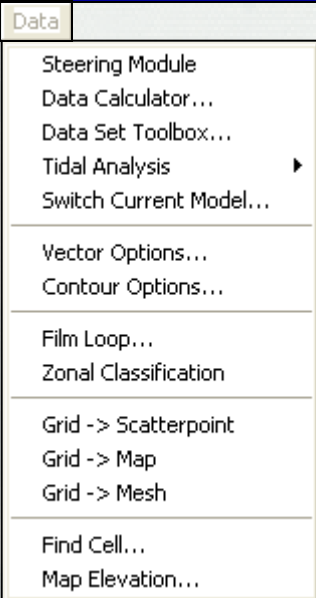 Data
Steering Module
Data Calculator...
Data Set Toolbox...
Tidal Analysis
Switch Current Model...
Vector Options...
Contour Options...
Film Loop...
Zonal Classification
Grid -> Scatterpoint
Grid -> Map
Grid -> Mesh
Find Cell...
Map Elevation...